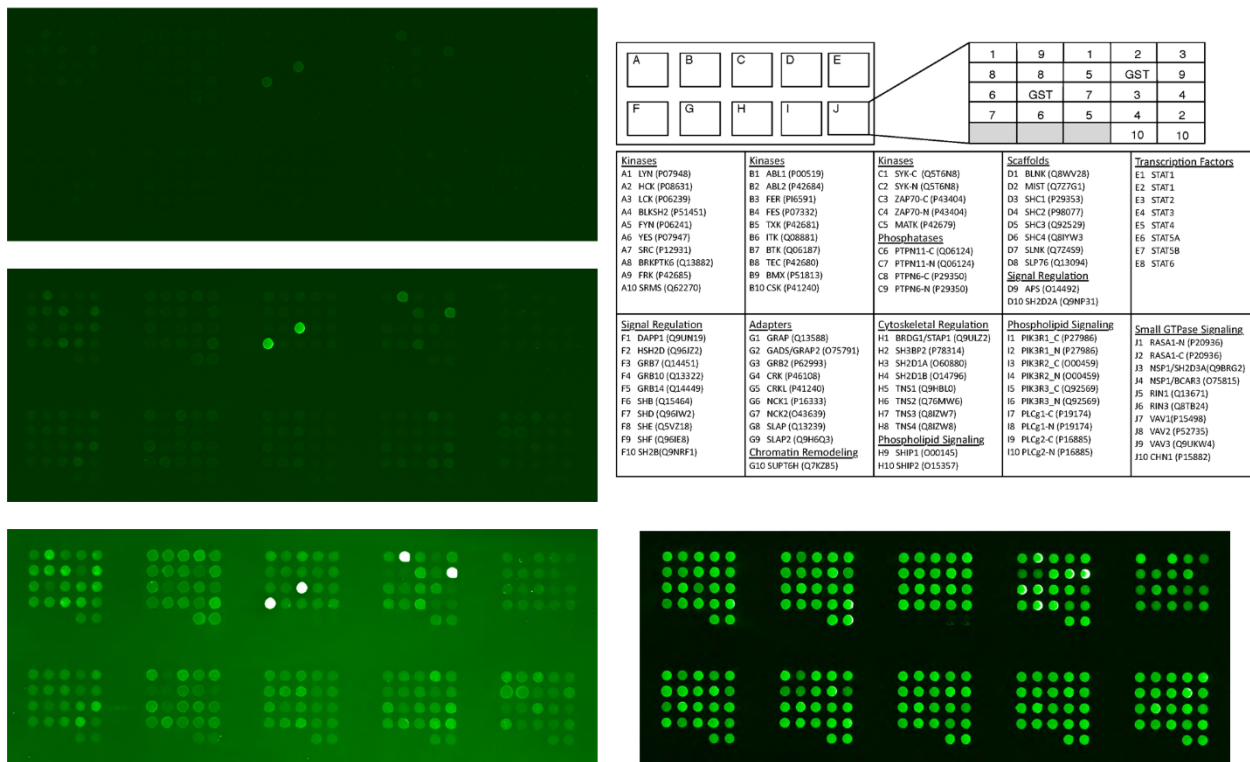 A B C D E
F G H I J
1 9 1 2 3
8 8 5 GST 9
6 GST 7 3 4
7 6 5 4 2
10 10
Kinases
A1 LYN (P07948)
A2 HCK (P08631)
A3 LCK (P06239)
A4 BLKSH2 (P51451)
A5 FYN (P06241)
A6 YES (P07947)
A7 SRC (P12931)
A8 BRKPTK6 (Q13882)
A9 FRK (P42685)
A10 SRMS (Q62270)
Kinases
B1 ABL1 (P00519)
B2 ABL2 (P42684)
B3 FER (PI6591)
B4 FES (P07332)
B5 TXK (P42681)
B6 ITK (Q08881)
B7 BTK (Q06187)
B8 TEC (P42680)
B9 BMX (P51813)
B10 CSK (P41240)
Kinases
C1 SYK-C (Q5T6N8)
C2 SYK-N (Q5T6N8)
C3 ZAP70-C (P43404)
C4 ZAP70-N (P43404)
C5 MATK (P42679)
Phosphatases
C6 PTPN11-C (Q06124)
C7 PTPN11-N (Q06124)
C8 PTPN6-C (P29350)
C9 PTPN6-N (P29350)
Scaffolds
D1 BLNK (Q8WV28)
D2 MIST (Q7Z7G1)
D3 SHC1 (P29353)
D4 SHC2 (P98077)
D5 SHC3 (Q92529)
D6 SHC4 (Q8IYW3
D7 SLNK (Q7Z4S9)
D8 SLP76 (Q13094)
Signal Regulation
D9 APS (O14492)
D10 SH2D2A (Q9NP31)
Transcription Factors
E1 STAT1
E2 STAT1
E3 STAT2
E4 STAT3
E5 STAT4
E6 STAT5A
E7 STAT5B
E8 STAT6
Signal Regulation
F1 DAPP1 (Q9UN19)
F2 HSH2D (Q96JZ2)
F3 GRB7 (Q14451)
F4 GRB10 (Q13322)
F5 GRB14 (Q14449)
F6 SHB (Q15464)
F7 SHD (Q96IW2)
F8 SHE (Q5VZ18)
F9 SHF (Q96IE8)
F10 SH2B(Q9NRF1)
Adapters
G1 GRAP (Q13588)
G2 GADS/GRAP2 (O75791)
G3 GRB2 (P62993)
G4 CRK (P46108)
G5 CRKL (P41240)
G6 NCK1 (P16333)
G7 NCK2(O43639)
G8 SLAP (Q13239)
G9 SLAP2 (Q9H6Q3)
Chromatin Remodeling
G10 SUPT6H (Q7KZ85)
Cytoskeletal Regulation
H1 BRDG1/STAP1 (Q9ULZ2)
H2 SH3BP2 (P78314)
H3 SH2D1A (O60880)
H4 SH2D1B (O14796)
H5 TNS1 (Q9HBL0)
H6 TNS2 (Q76MW6)
H7 TNS3 (Q8IZW7)
H8 TNS4 (Q8IZW8)
Phospholipid Signaling
H9 SHIP1 (O00145)
H10 SHIP2 (O15357)
Phospholipid Signaling
I1 PIK3R1_C (P27986)
I2 PIK3R1_N (P27986)
I3 PIK3R2_C (O00459)
I4 PIK3R2_N (O00459)
I5 PIK3R3_C (Q92569)
I6 PIK3R3_N (Q92569)
I7 PLCg1-C (P19174)
I8 PLCg1-N (P19174)
I9 PLCg2-C (P16885)
I10 PLCg2-N (P16885)
Small GTPase Signaling
J1 RASA1-N (P20936)
J2 RASA1-C (P20936)
J3 NSP1/SH2D3A(Q9BRG2)
J4 NSP1/BCAR3 (O75815)
J5 RIN1 (Q13671)
J6 RIN3 (Q8TB24)
J7 VAV1(P15498)
J8 VAV2 (P52735)
J9 VAV3 (Q9UKW4)
J10 CHN1 (P15882)